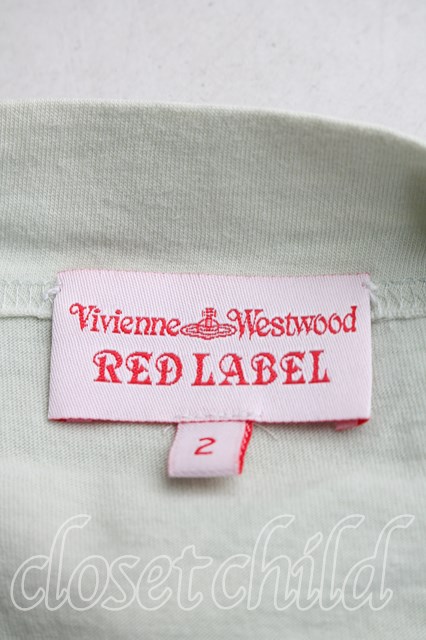 Vivienne Westwood
RED LABEL
2
closetchild